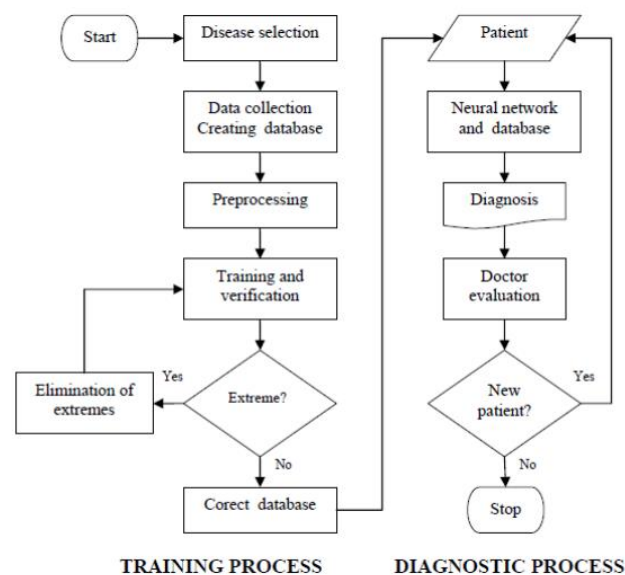 Start
Disease selection
Data collection
Creating database
Preprocessing
Training and
verification
Elimination of
extremes
Yes
Extreme?
No
Corect database
TRAINING PROCESS
Patient
Neural network
and database
Diagnosis
Doctor
evaluation
New
patient?
Yes
No
Stop
DIAGNOSTIC PROCESS